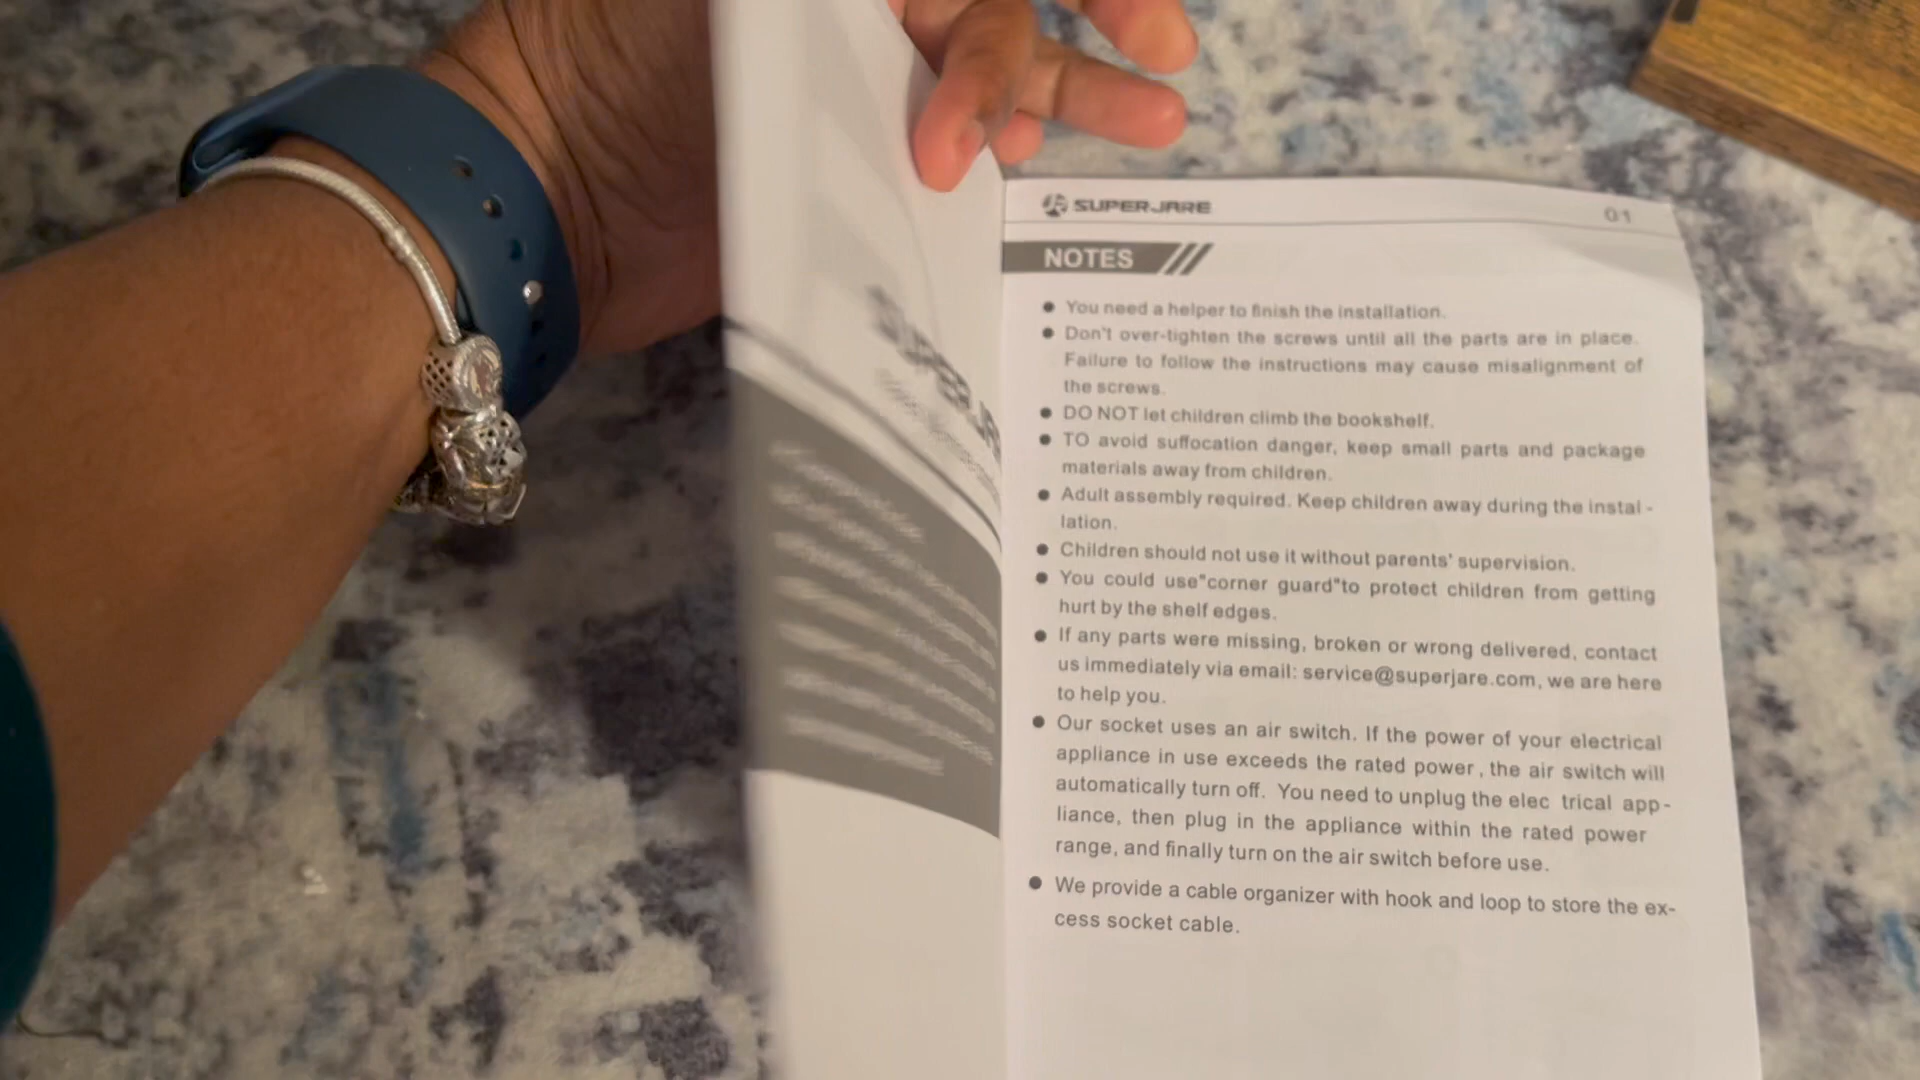 SUPERJARE
01
NOTES
● You need a helper to finish the installation.
● Don't over-tighten the screws until all the parts are in place.
Failure to follow the instructions may cause misalignment of
the screws.
● DO NOT let children climb the bookshelf.
● TO avoid suffocation danger, keep small parts and package
materials away from children.
● Adult assembly required. Keep children away during the instal -
lation.
● Children should not use it without parents' supervision.
● You could use"corner guard"to protect children from getting
hurt by the shelf edges.
● If any parts were missing, broken or wrong delivered, contact
us immediately via email: service@superjare.com, we are here
to help you.
● Our socket uses an air switch. If the power of your electrical
appliance in use exceeds the rated power , the air switch will
automatically turn off. You need to unplug the elec trical app-
liance, then plug in the appliance within the rated power
range, and finally turn on the air switch before use.
● We provide a cable organizer with hook and loop to store the ex-
cess socket cable.